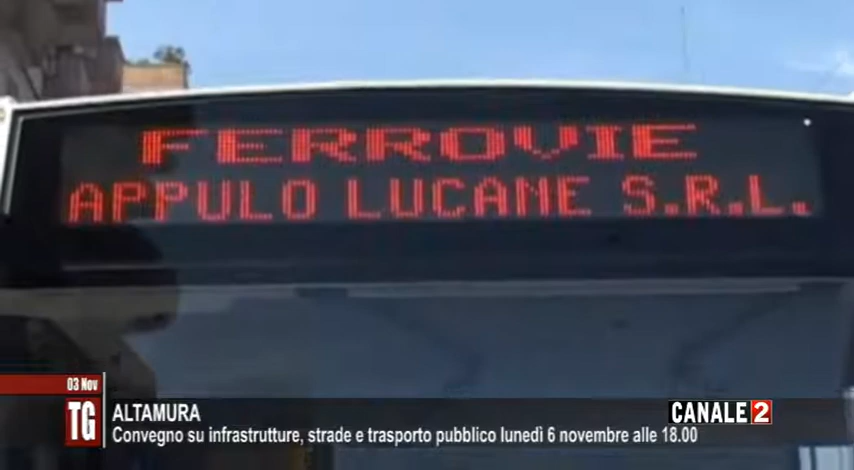 FERROVIE
APPULO LUCANE S.R.L.
03 Nov
TG
ALTAMURA
CANALE 2
Convegno su infrastrutture, strade e trasporto pubblico lunedì 6 novembre alle 18.00